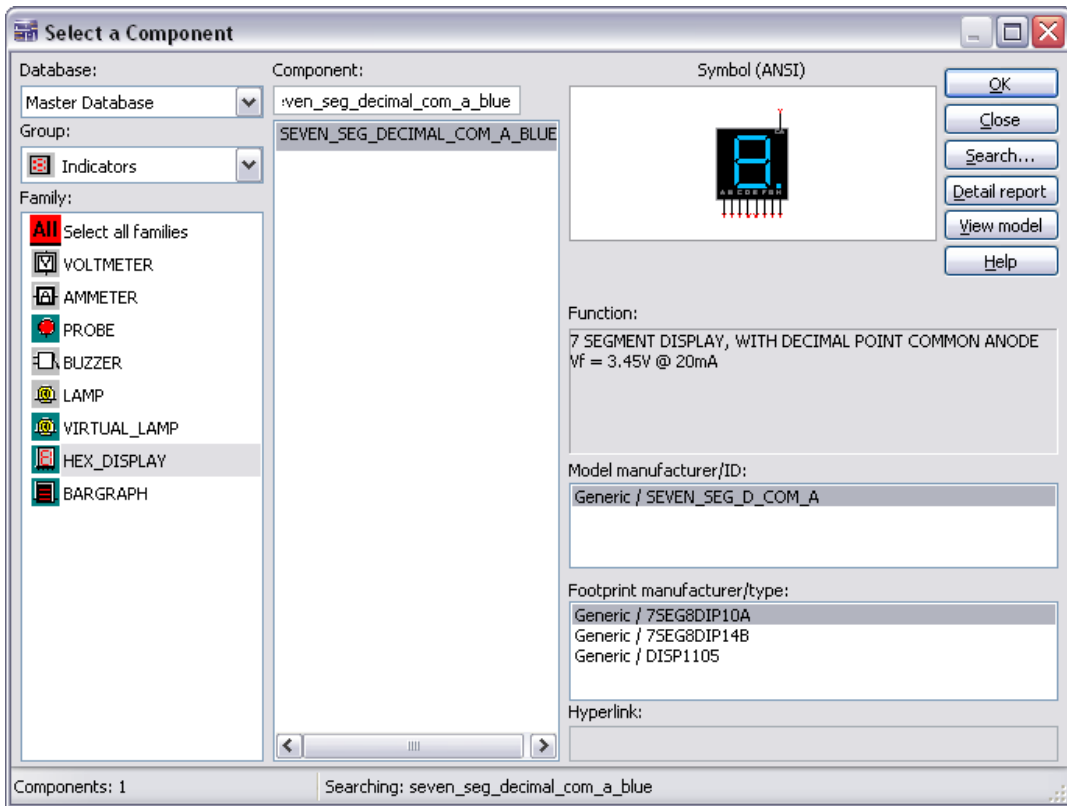 Select a Component
Database:
Master Database
Group:
Indicators
Family:
All Select all families
VOLTMETER
AMMETER
PROBE
BUZZER
LAMP
VIRTUAL_LAMP
HEX_DISPLAY
BARGRAPH
Component:
ven_seg_decimal_com_a_blue
SEVEN_SEG_DECIMAL_COM_A_BLUE
Symbol (ANSI)
CA
A B C D E F G H
OK
Close
Search...
Detail report
View model
Help
Function:
7 SEGMENT DISPLAY, WITH DECIMAL POINT COMMON ANODE
Vf = 3.45V @ 20mA
Model manufacturer/ID:
Generic / SEVEN_SEG_D_COM_A
Footprint manufacturer/type:
Generic / 7SEG8DIP10A
Generic / 7SEG8DIP14B
Generic / DISP1105
Hyperlink:
Components: 1
Searching: seven_seg_decimal_com_a_blue